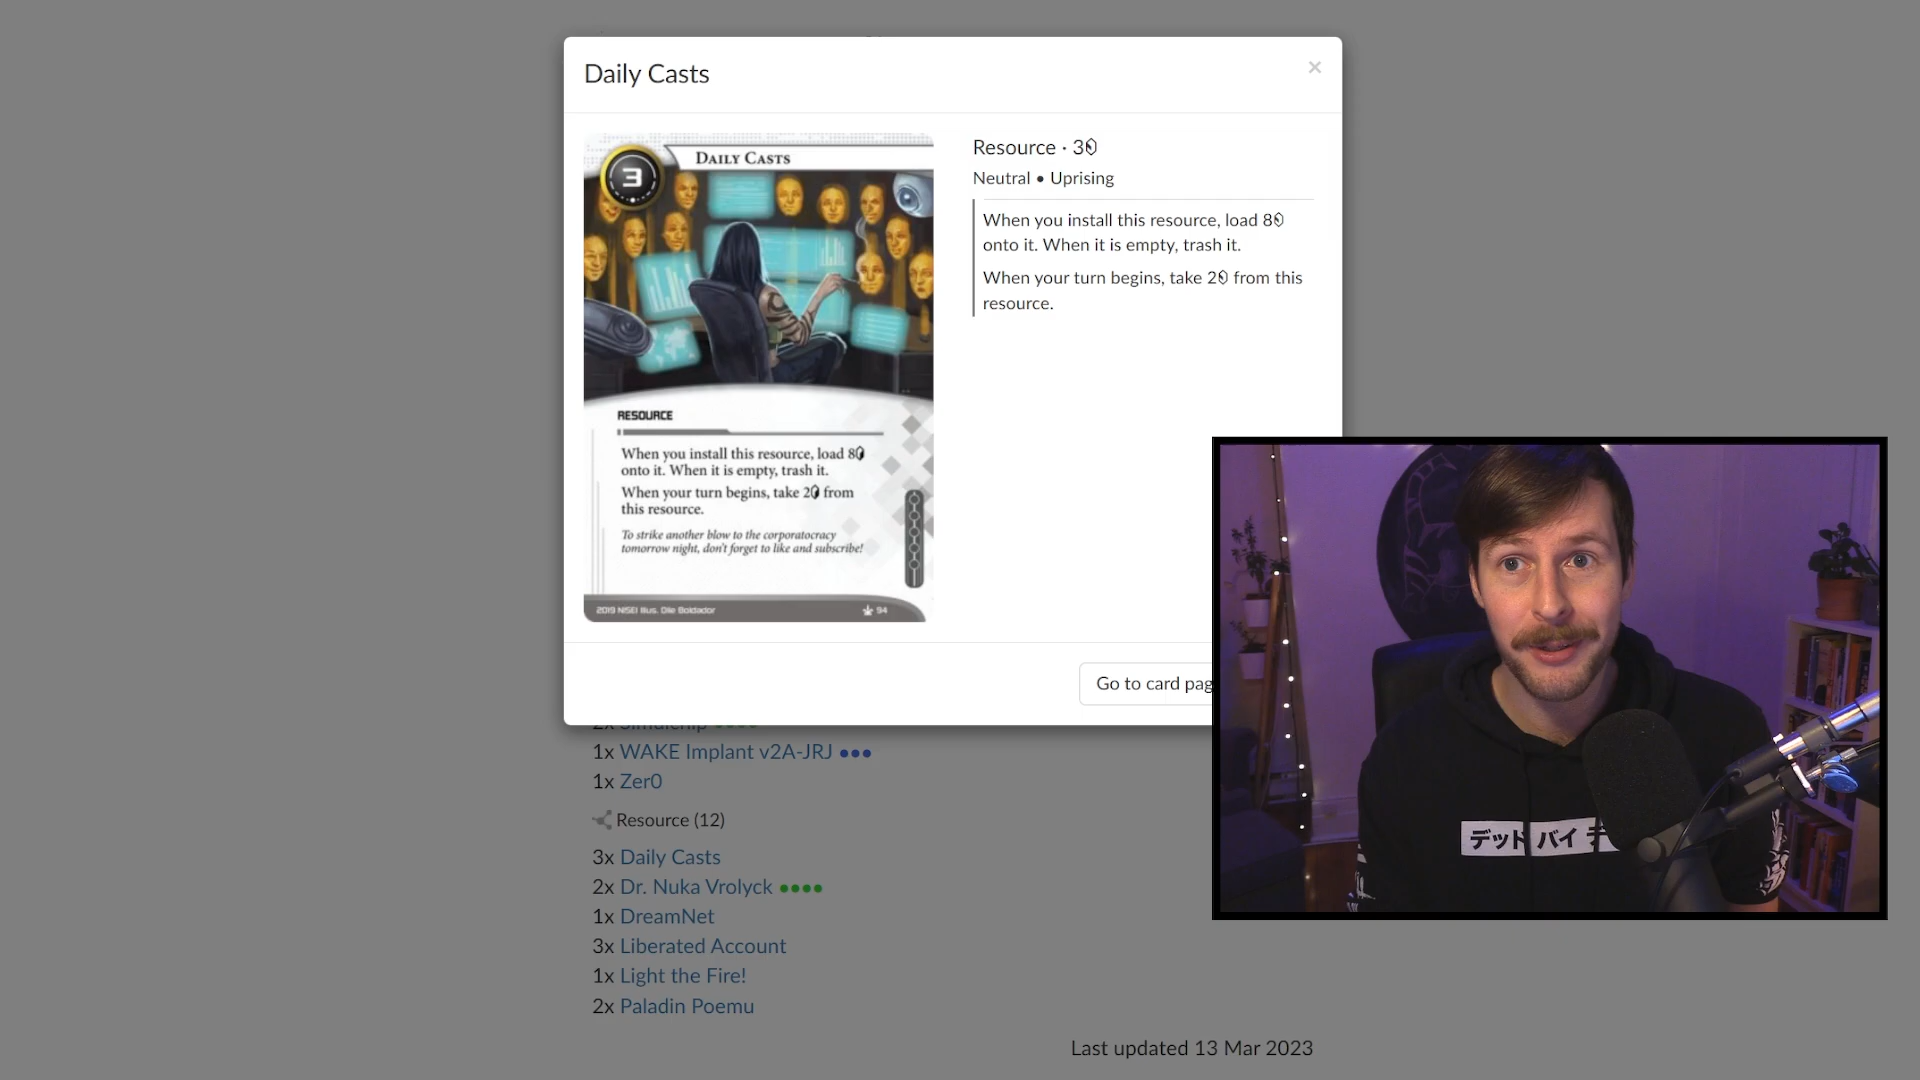 Daily Casts
×
3
DAILY CASTS
RESOURCE
When you install this resource, load 8
onto it. When it is empty, trash it.
When your turn begins, take 2 from
this resource.
To strike another blow to the corporatocracy
tomorrow night, don't forget to like and subscribe!
2019 NISEI Illus. Olie Boldador
94
Resource · 3
Neutral • Uprising
When you install this resource, load 8
onto it. When it is empty, trash it.
When your turn begins, take 2 from this
resource.
Go to card pag
2x Simulchip
1x WAKE Implant v2A-JRJ
1x Zer0
Resource (12)
3x Daily Casts
2x Dr. Nuka Vrolyck
1x DreamNet
3x Liberated Account
1x Light the Fire!
2x Paladin Poemu
Last updated 13 Mar 2023
デッド バイ デ